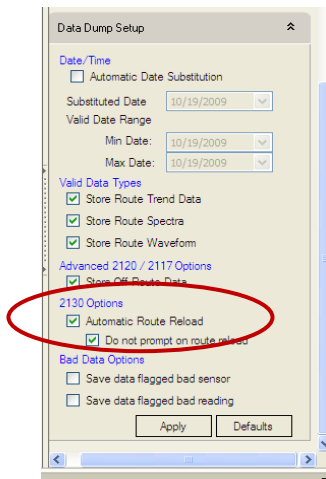 Data Dump Setup
Date/Time
Automatic Date Substitution
Substituted Date 10/19/2009
Valid Date Range
Min Date: 10/19/2009
Max Date: 10/19/2009
Valid Data Types
Store Route Trend Data
Store Route Spectra
Store Route Waveform
Advanced 2120 / 2117 Options
Store Off Route Data
2130 Options
Automatic Route Reload
Do not prompt on route reload
Bad Data Options
Save data flagged bad sensor
Save data flagged bad reading
Apply Defaults